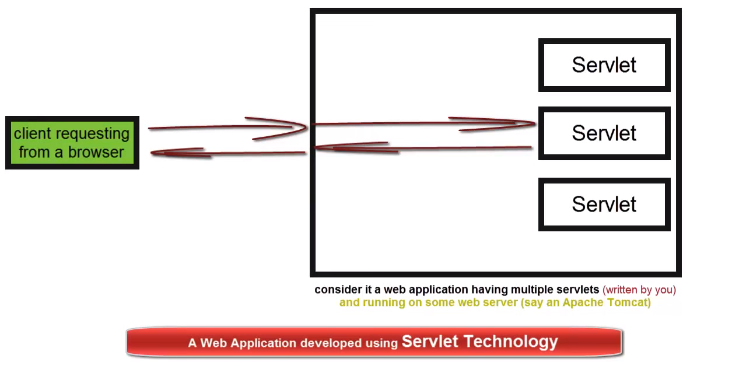 Servlet
client requesting
from a browser
Servlet
Servlet
consider it a web application having multiple servlets (written by you)
and running on some web server (say an Apache Tomcat)
A Web Application developed using Servlet Technology